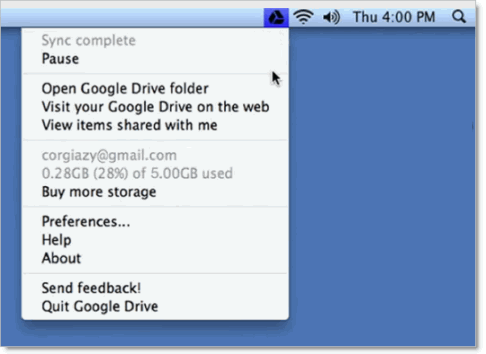 Thu 4:00 PM
Sync complete
Pause
Open Google Drive folder
Visit your Google Drive on the web
View items shared with me
corgiazy@gmail.com
0.28GB (28%) of 5.00GB used
Buy more storage
Preferences...
Help
About
Send feedback!
Quit Google Drive